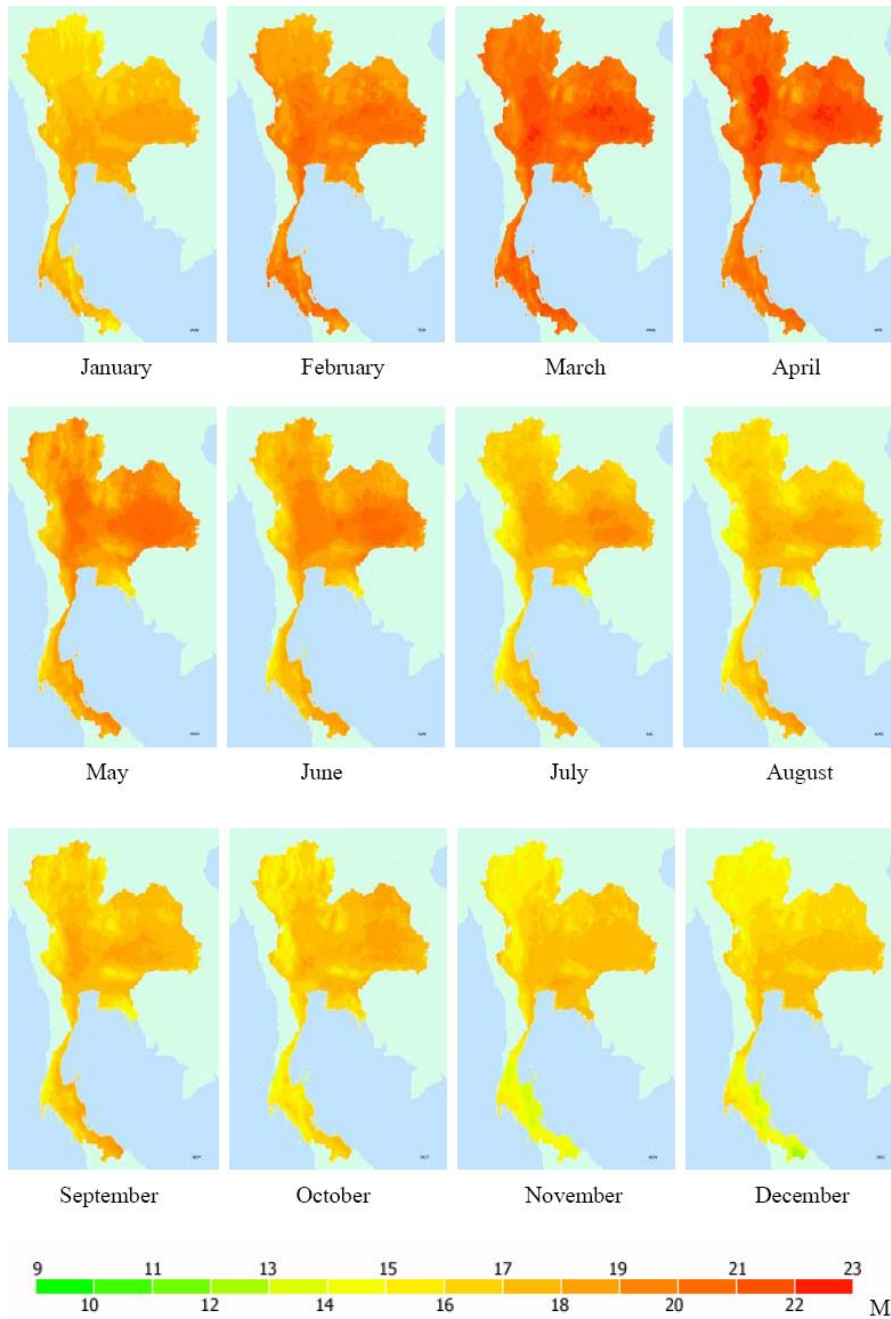 January February March April
May June July August
September October November December
9 11 13 15 17 19 21 23
10 12 14 16 18 20 22 M